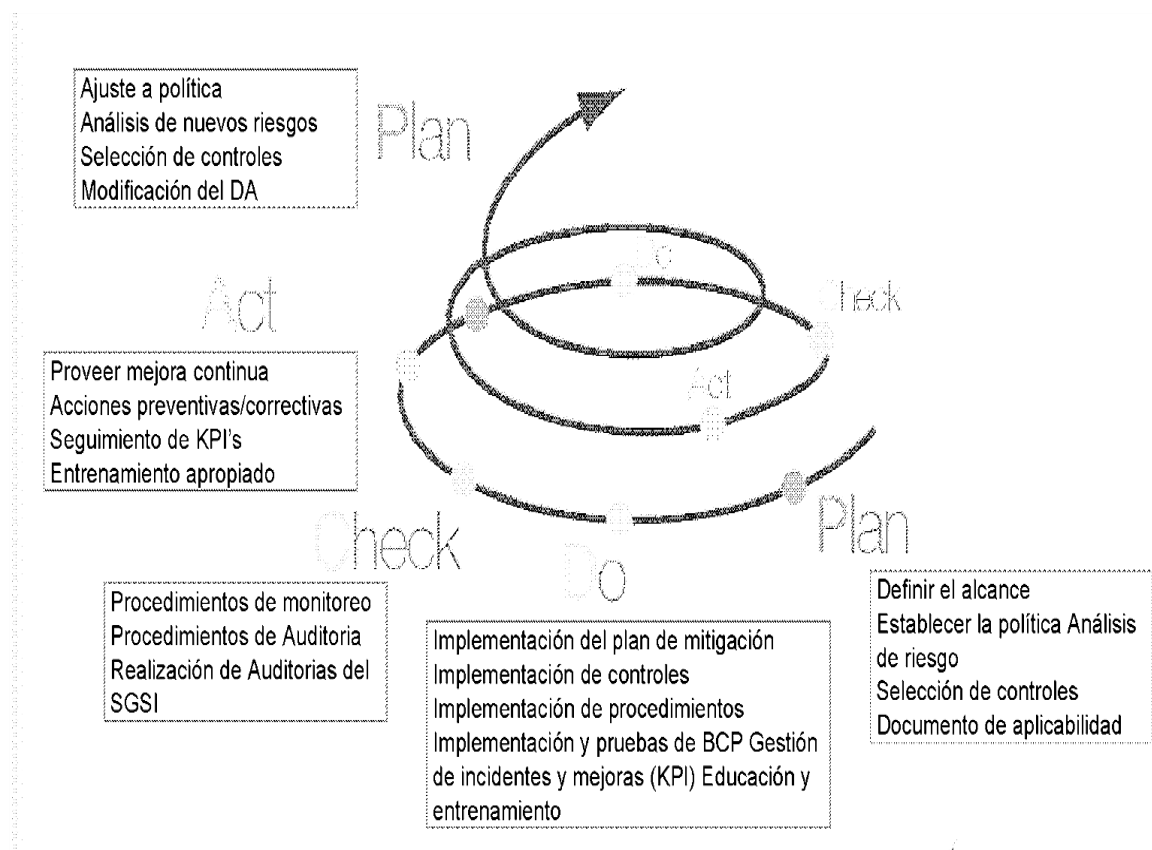 Ajuste a política
Análisis de nuevos riesgos
Selección de controles
Modificación del DA
Plan
Do
Check
Act
Act
Proveer mejora continua
Acciones preventivas/correctivas
Seguimiento de KPI's
Entrenamiento apropiado
Check
Procedimientos de monitoreo
Procedimientos de Auditoria
Realización de Auditorias del
SGSI
Do
Implementación del plan de mitigación
Implementación de controles
Implementación de procedimientos
Implementación y pruebas de BCP Gestión
de incidentes y mejoras (KPI) Educación y
entrenamiento
Plan
Definir el alcance
Establecer la política Análisis
de riesgo
Selección de controles
Documento de aplicabilidad